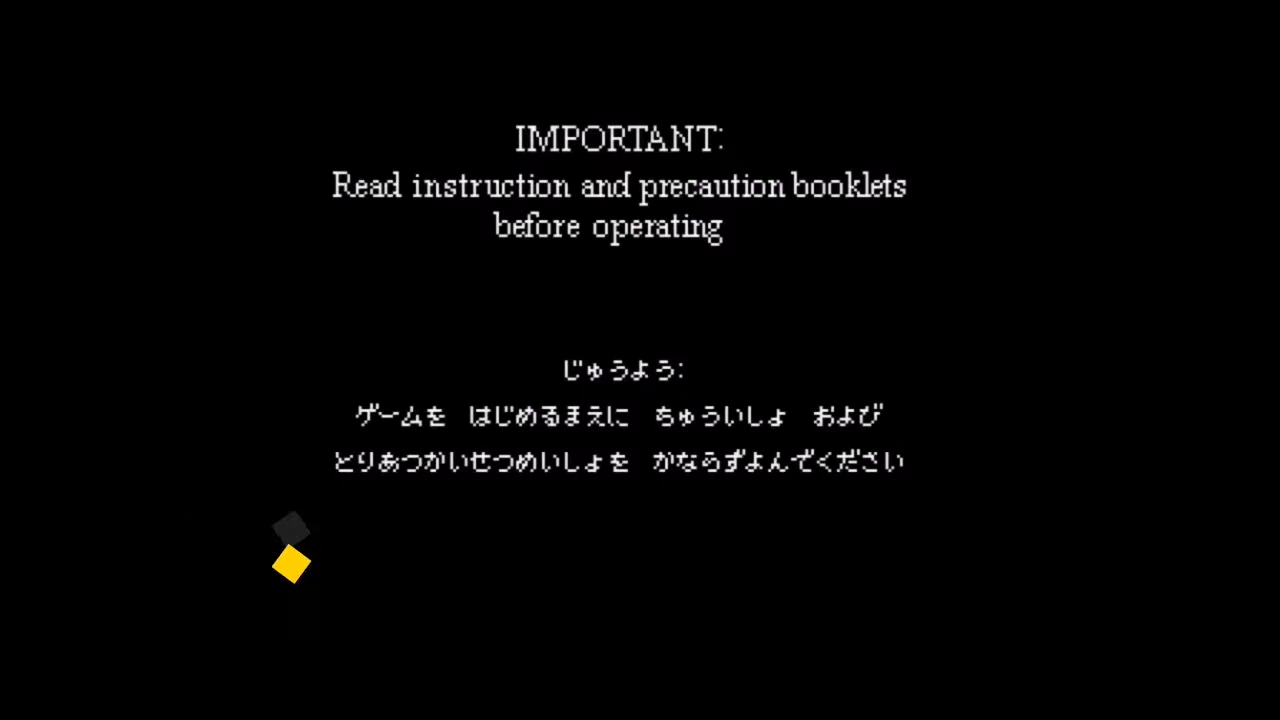 IMPORTANT:
Read instruction and precaution booklets
before operating
じゅうよう:
ゲームを はじめるまえに ちゅういしょ および
とりあつかいせつめいしょを かならずよんでください